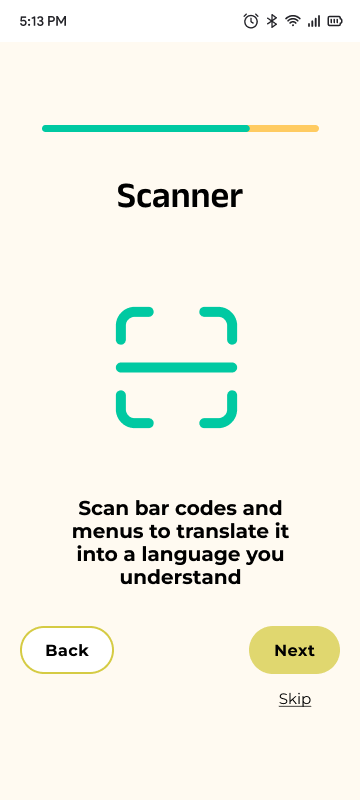 5:13 PM
Scanner
Scan bar codes and
menus to translate it
into a language you
understand
Back
Next
Skip